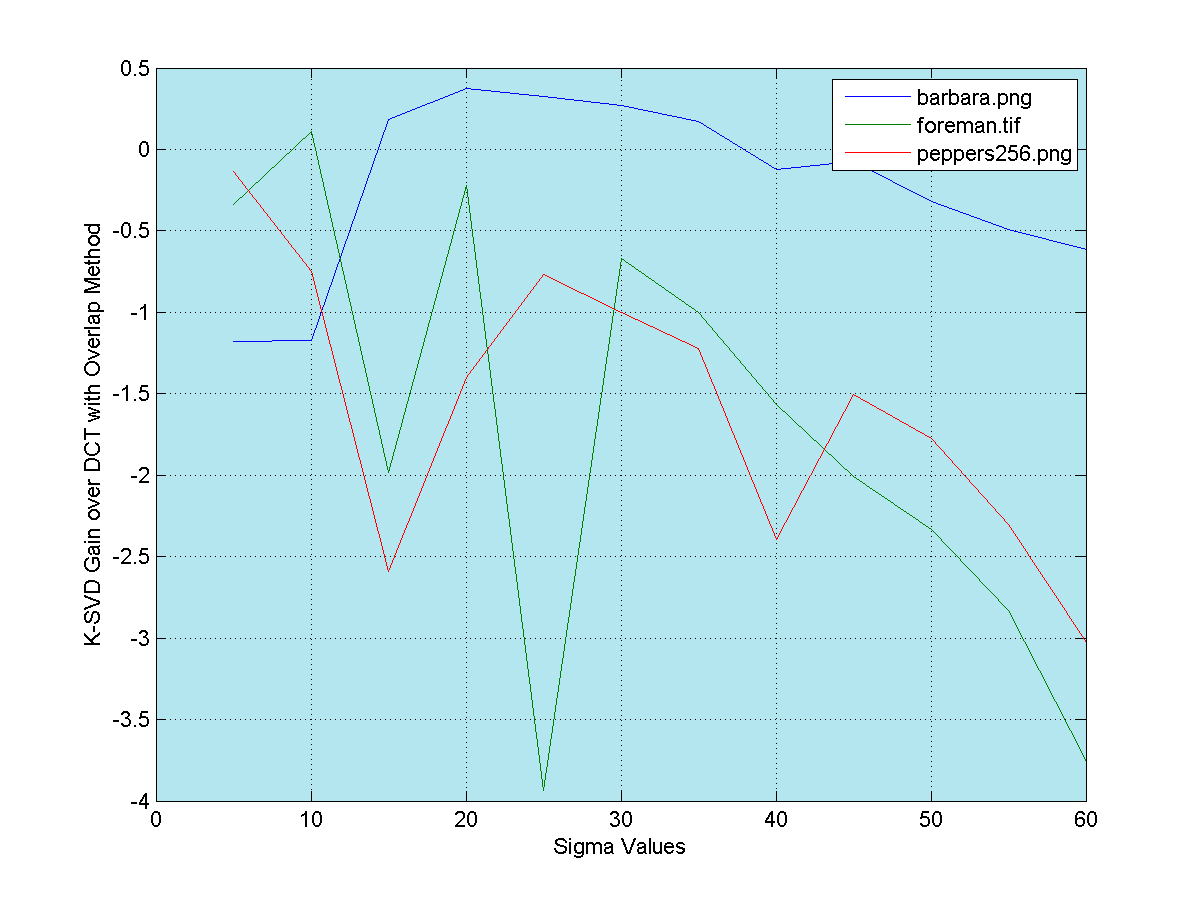 K-SVD Gain over DCT with Overlap Method
0.5
0
-0.5
-1
-1.5
-2
-2.5
-3
-3.5
-4
barbara.png
foreman.tif
peppers256.png
0 10 20 30 40 50 60
Sigma Values